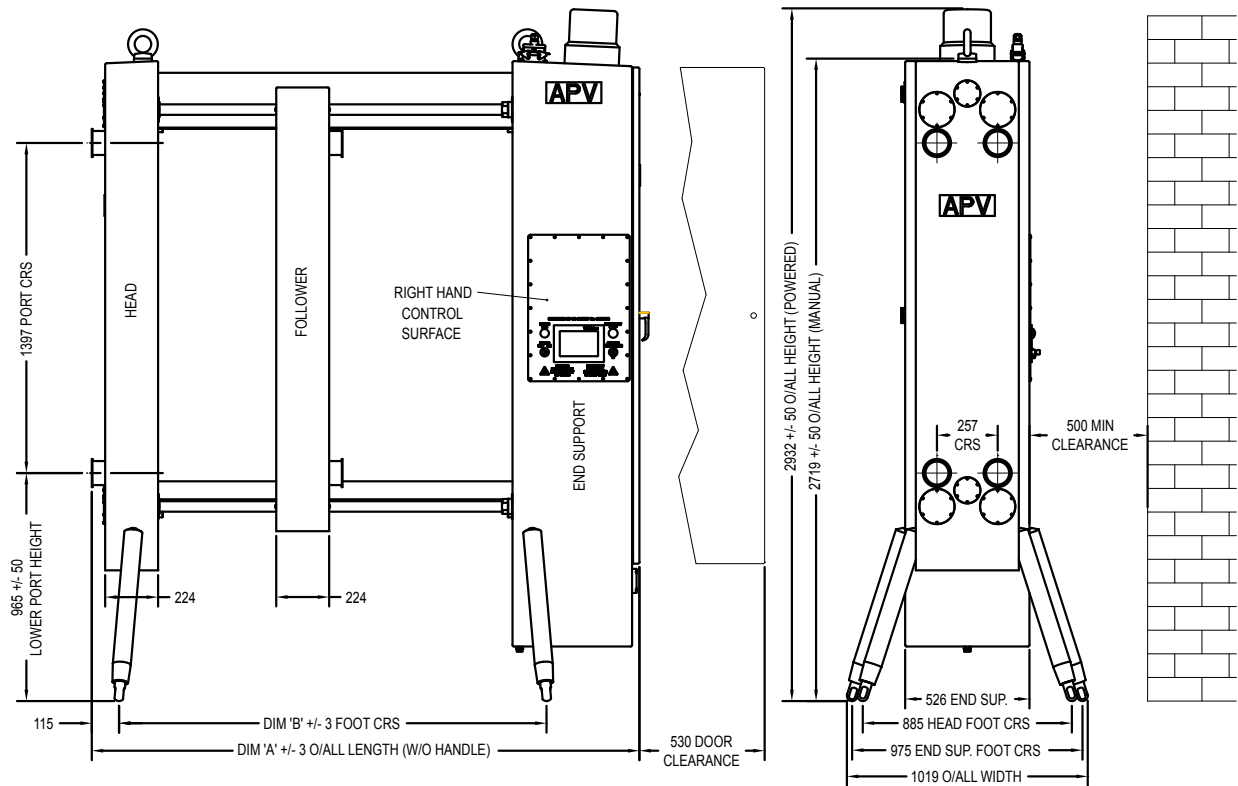 APV
1397 PORT CRS
HEAD
FOLLOWER
RIGHT HAND
CONTROL
SURFACE
END SUPPORT
965 +/- 50
LOWER PORT HEIGHT
224
224
115
DIM 'B' +/- 3 FOOT CRS
DIM 'A' +/- 3 O/ALL LENGTH (W/O HANDLE)
530 DOOR
CLEARANCE
2932 +/- 50 O/ALL HEIGHT (POWERED)
2719 +/- 50 O/ALL HEIGHT (MANUAL)
APV
257
CRS
500 MIN
CLEARANCE
526 END SUP.
885 HEAD FOOT CRS
975 END SUP. FOOT CRS
1019 O/ALL WIDTH